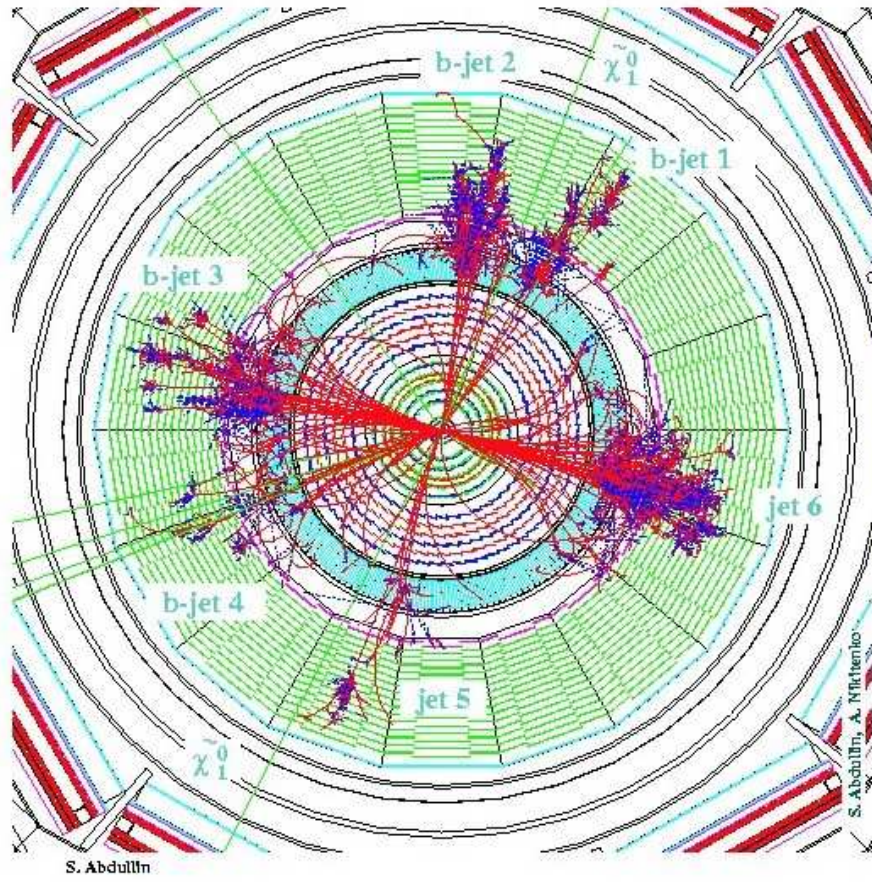 b-jet 2
χ̃⁰₁
b-jet 1
b-jet 3
jet 6
b-jet 4
jet 5
χ̃⁰₁
S. Abdullin, A. Nikitenko
S. Abdullin